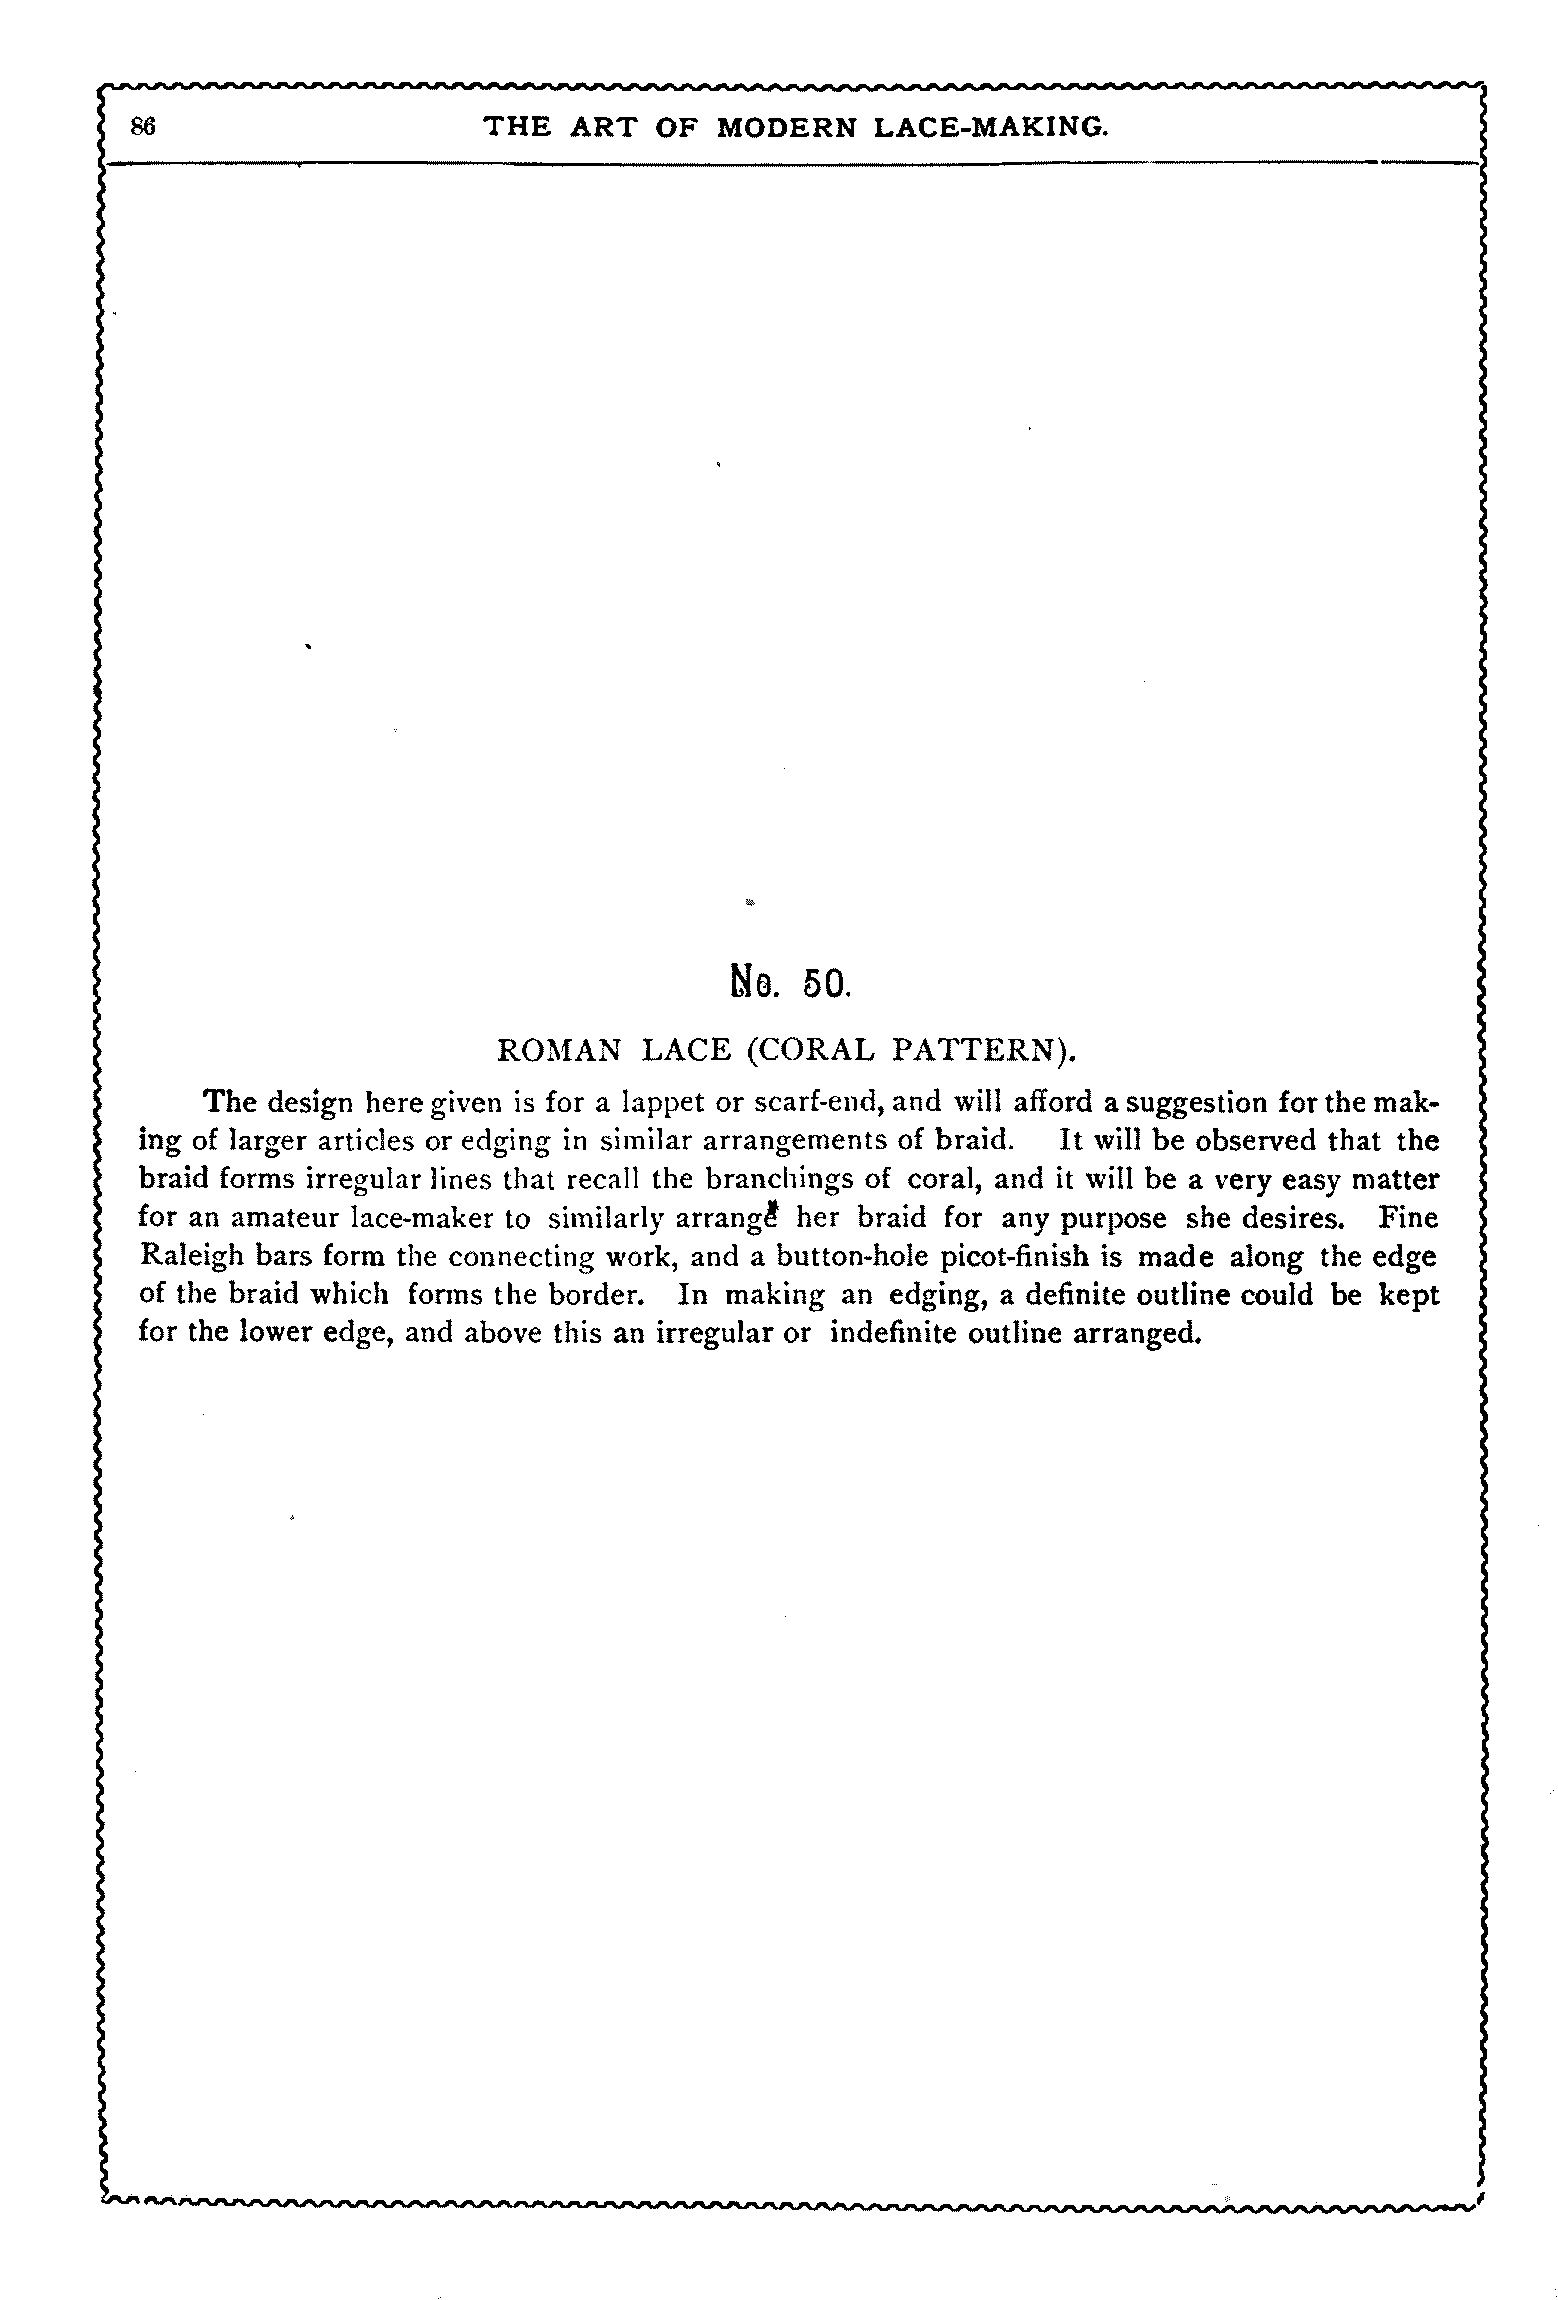 86 THE ART OF MODERN LACE-MAKING.
No. 50.
ROMAN LACE (CORAL PATTERN).
The design here given is for a lappet or scarf-end, and will afford a suggestion for the mak-
ing of larger articles or edging in similar arrangements of braid. It will be observed that the
braid forms irregular lines that recall the branchings of coral, and it will be a very easy matter
for an amateur lace-maker to similarly arrange her braid for any purpose she desires. Fine
Raleigh bars form the connecting work, and a button-hole picot-finish is made along the edge
of the braid which forms the border. In making an edging, a definite outline could be kept
for the lower edge, and above this an irregular or indefinite outline arranged.